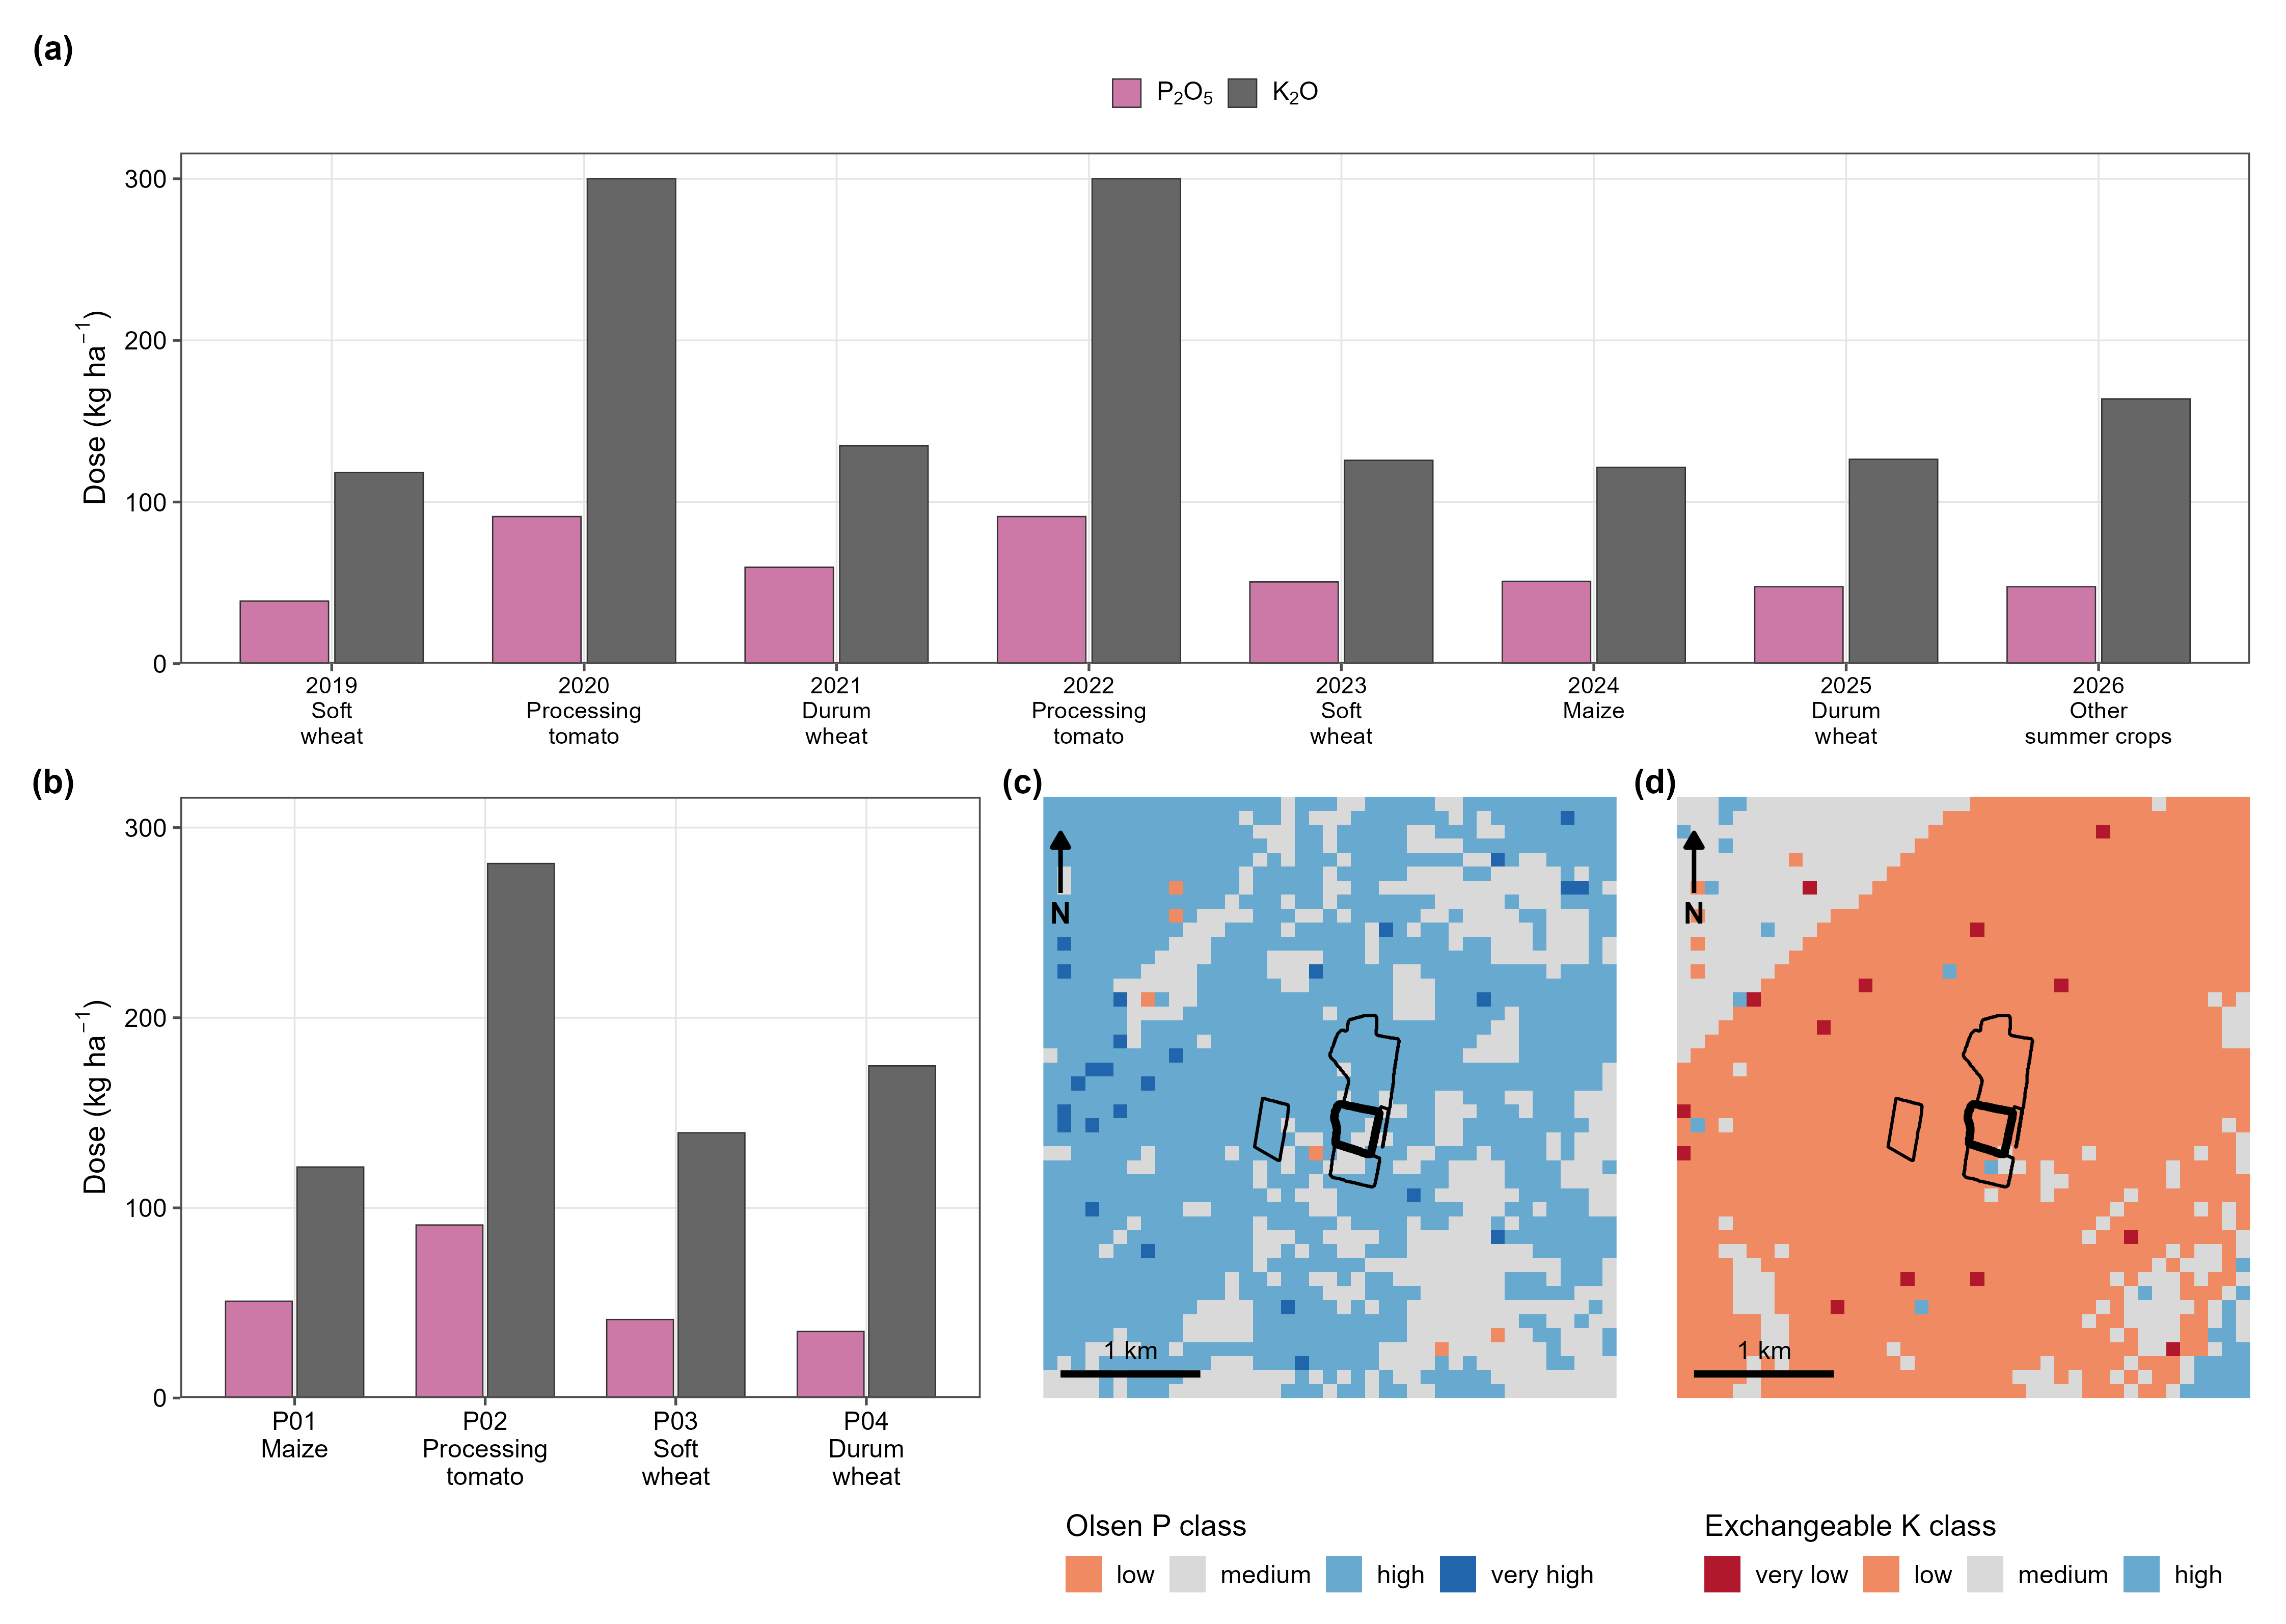 (a)
P₂O₅ K₂O
Dose (kg ha⁻¹)
300
200
100
0
2019 2020 2021 2022 2023 2024 2025 2026
Soft Processing Durum Processing Soft Maize Durum Other
wheat tomato wheat tomato wheat wheat summer crops
(b)
Dose (kg ha⁻¹)
300
200
100
0
P01 P02 P03 P04
Maize Processing Soft Durum
tomato wheat wheat
(c)
N
1 km
Olsen P class
low medium high very high
(d)
N
1 km
Exchangeable K class
very low low medium high